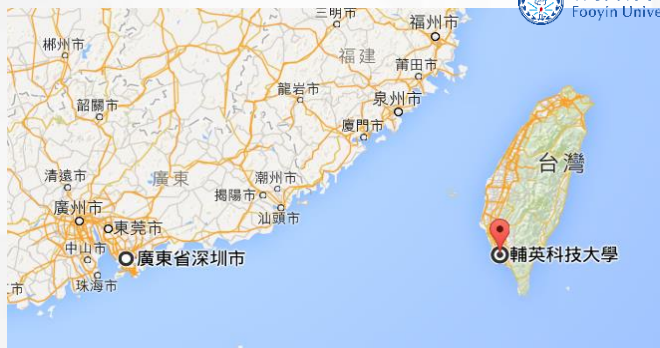 三明市
福州市
Fooyin Unive
郴州市
福建
莆田市
龍岩市
泉州市
韶關市
廈門市
台灣
清遠市
廣東
潮州市
揭陽市
廣州市
汕頭市
東莞市
中山市
廣東省深圳市
輔英科技大學
珠海市
市